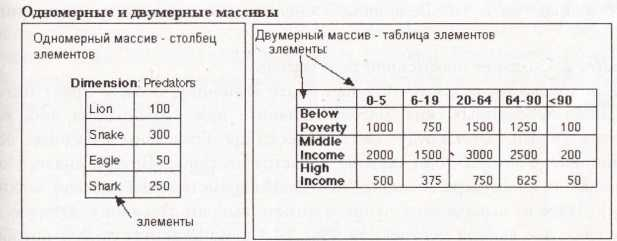 Одномерные и двумерные массивы
Одномерный массив - столбец
элементов
Dimension: Predators
Lion 100
Snake 300
Eagle 50
Shark 250
элементы
Двумерный массив - таблица элементов
элементы:
0-5 6-19 20-64 64-90 <90
Below
Poverty 1000 750 1500 1250 100
Middle
Income 2000 1500 3000 2500 200
High
Income 500 375 750 625 50